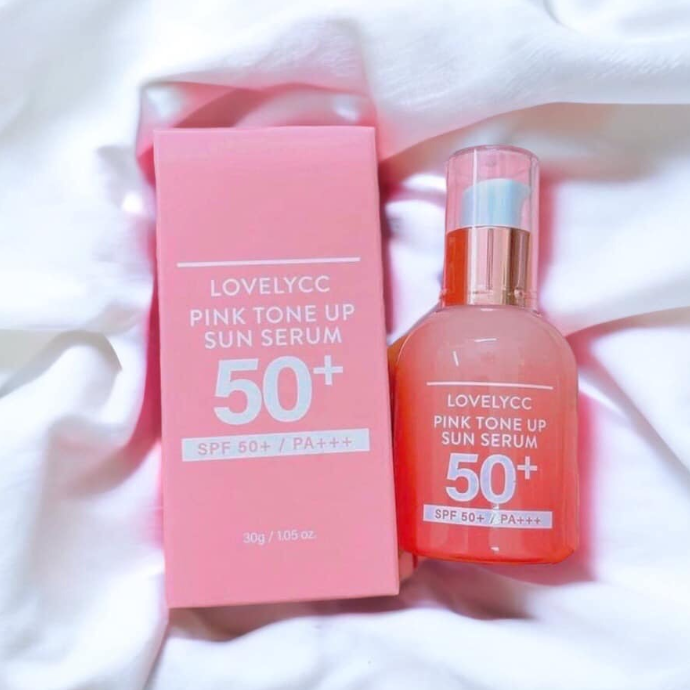 LOVELYCC
PINK TONE UP
SUN SERUM
50+
SPF 50+ / PA+++
30g / 1.05 oz.
LOVELYCC
PINK TONE UP
SUN SERUM
50+
SPF 50+ / PA+++